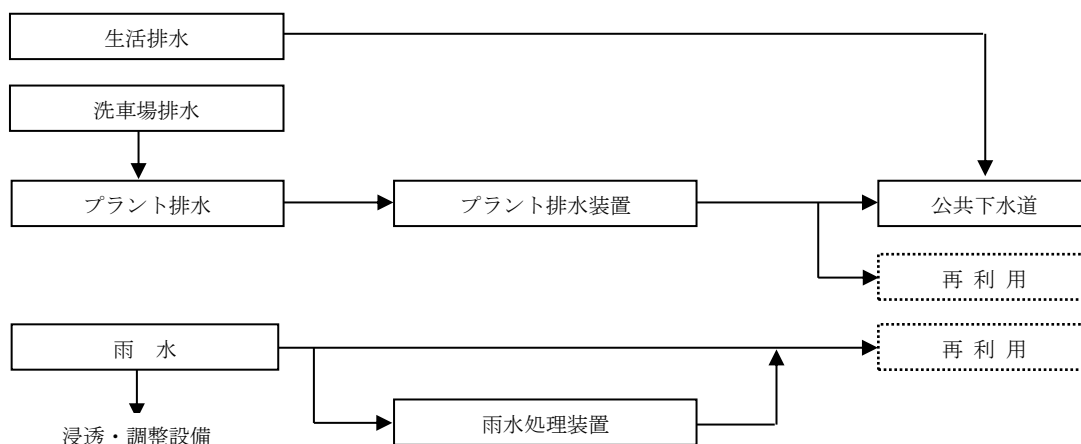 生活排水
洗車場排水
プラント排水
プラント排水装置
公共下水道
再 利 用
雨　水
再 利 用
雨水処理装置
浸透・調整設備